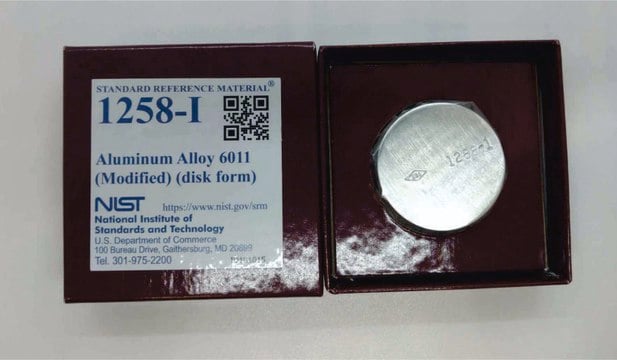 STANDARD REFERENCE MATERIAL®
1258-I
Aluminum Alloy 6011
(Modified) (disk form)
NIST https://www.nist.gov/srm
National Institute of
Standards and Technology
U.S. Department of Commerce
100 Bureau Drive, Gaithersburg, MD 20899
Tel. 301-975-2200
1258-I